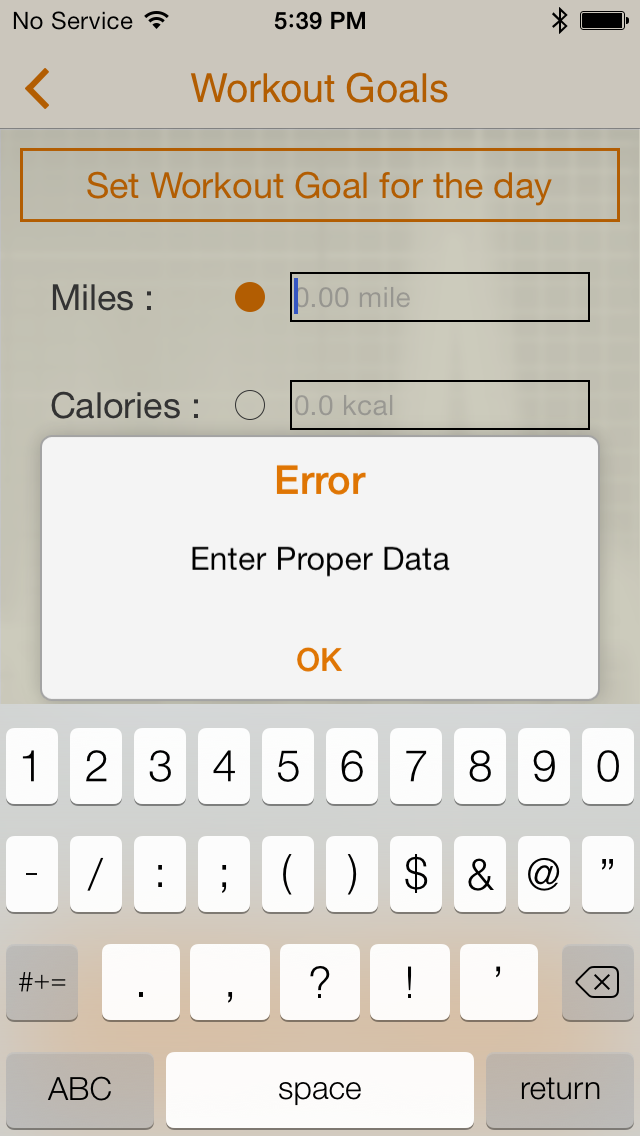 No Service 5:39 PM
Workout Goals
Set Workout Goal for the day
Miles : 0.00 mile
Calories : 0.0 kcal
Error
Enter Proper Data
OK
1 2 3 4 5 6 7 8 9 0
- / : ; ( ) $ & @ ”
#+= . , ? ! ’
ABC space return